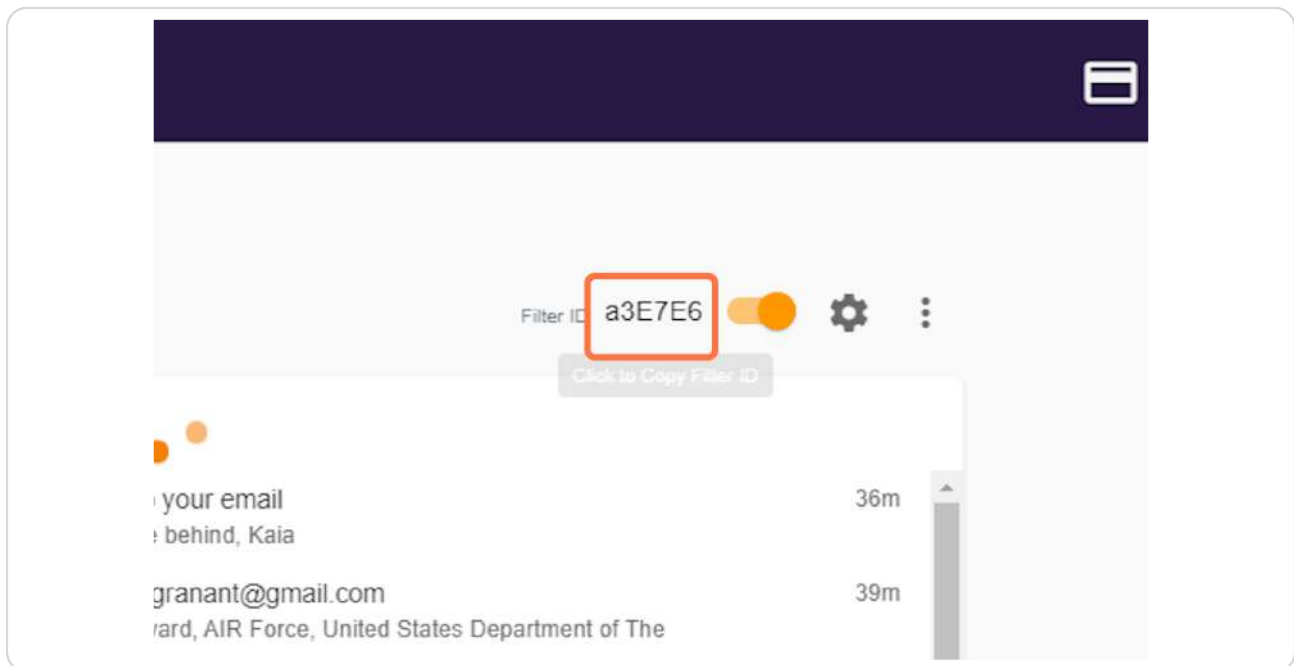 Filter ID a3E7E6
Click to Copy Filter ID
your email 36m
behind, Kaia
granant@gmail.com 39m
ard, AIR Force, United States Department of The